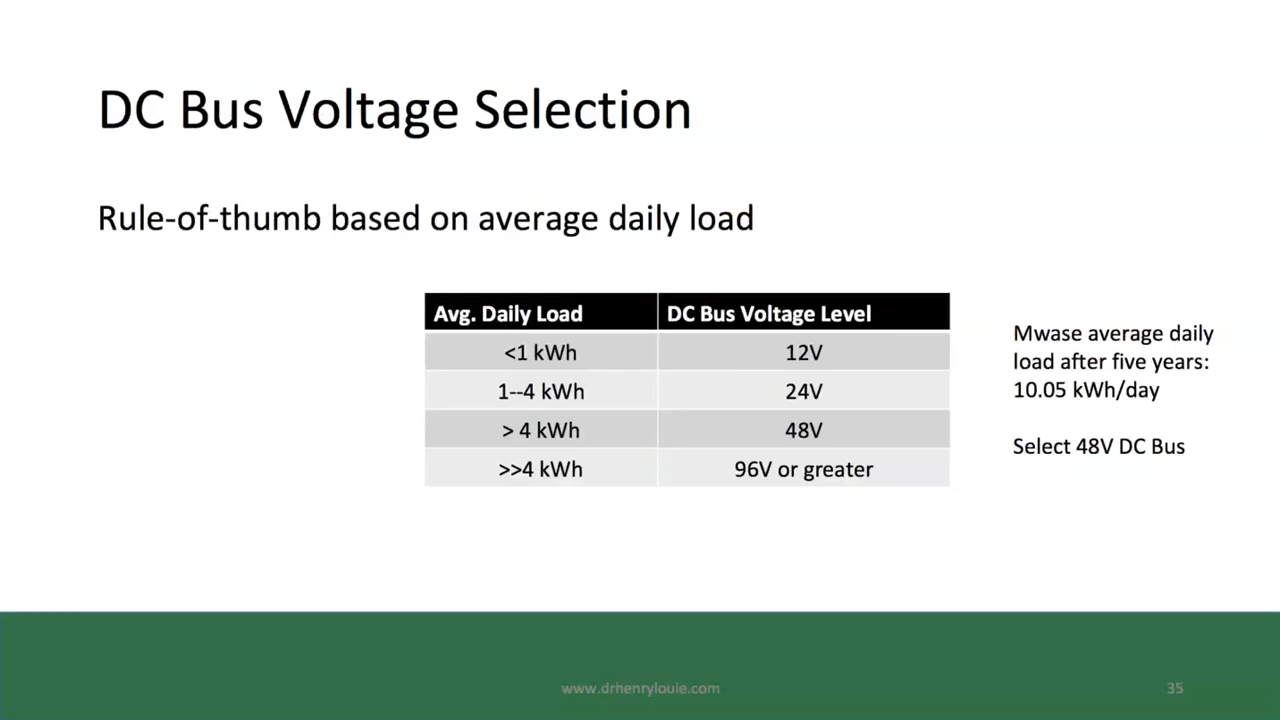 DC Bus Voltage Selection
Rule-of-thumb based on average daily load
Avg. Daily Load DC Bus Voltage Level
<1 kWh 12V
1--4 kWh 24V
> 4 kWh 48V
>>4 kWh 96V or greater
Mwase average daily
load after five years:
10.05 kWh/day
Select 48V DC Bus
www.drhenrylouie.com
35